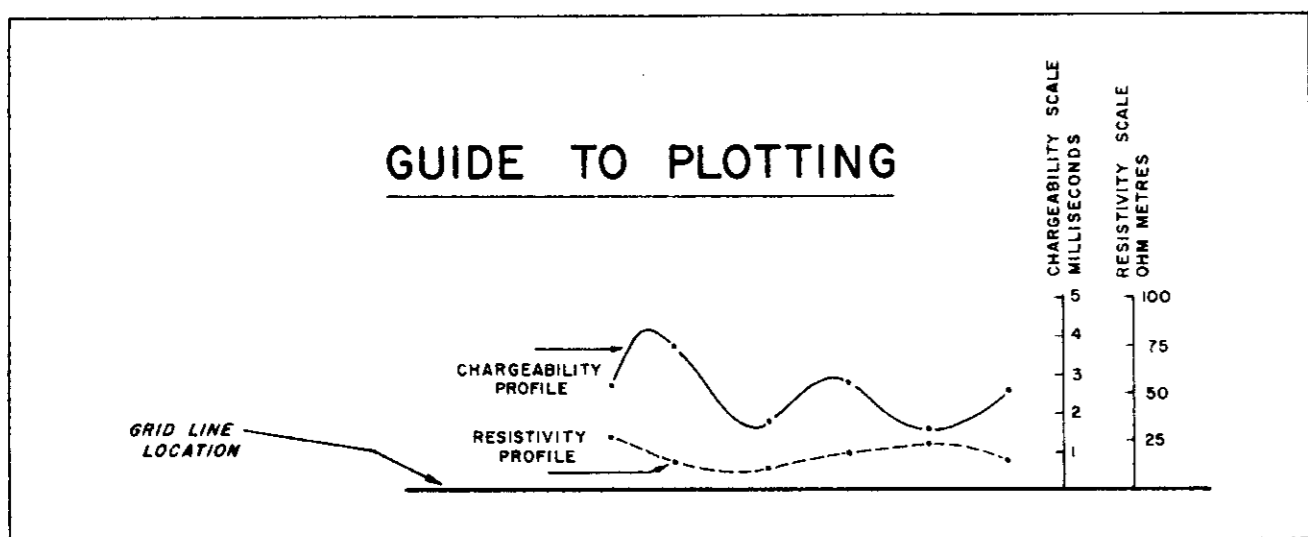 GUIDE TO PLOTTING
CHARGEABILITY SCALE
MILLISECONDS
RESISTIVITY SCALE
OHM METRES
5
4
3
2
1
100
75
50
25
CHARGEABILITY
PROFILE
RESISTIVITY
PROFILE
GRID LINE
LOCATION